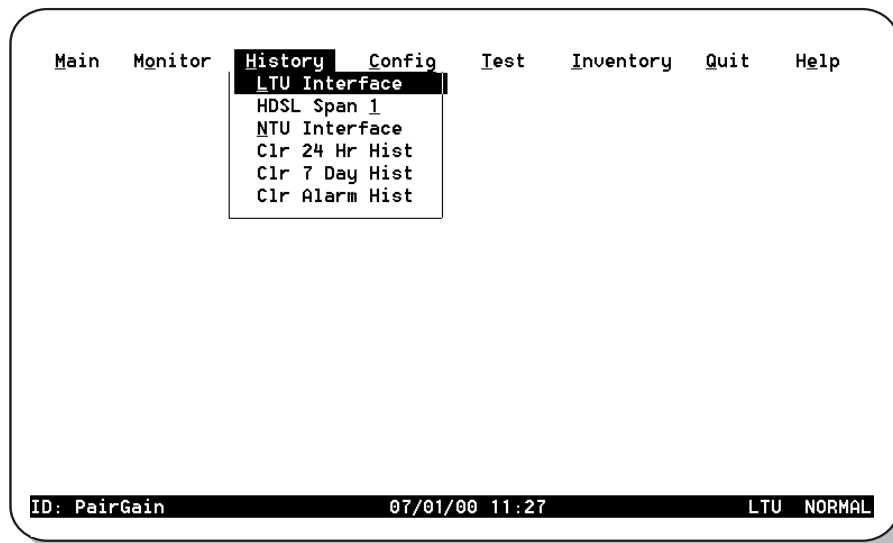 Main Monitor History Config Test Inventory Quit Help
LTU Interface
HDSL Span 1
NTU Interface
Clr 24 Hr Hist
Clr 7 Day Hist
Clr Alarm Hist
ID: PairGain 07/01/00 11:27 LTU NORMAL